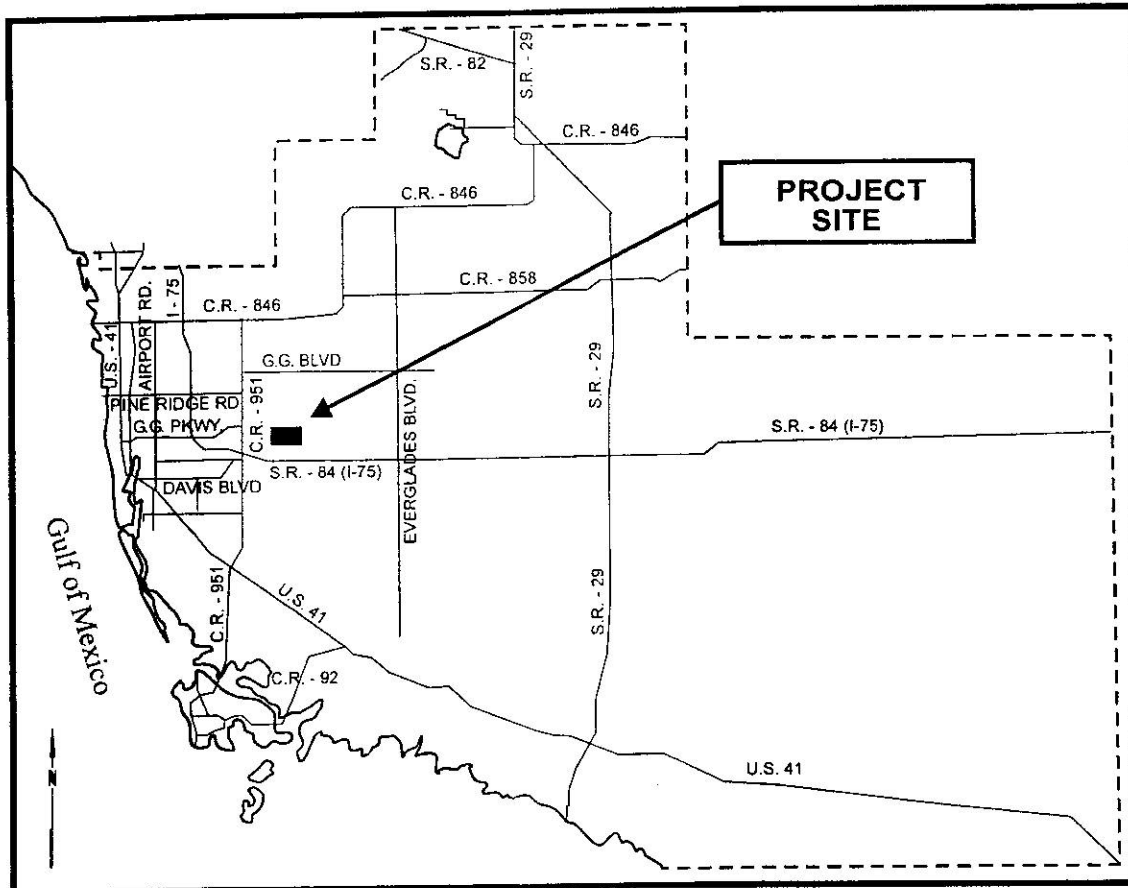 S.R. - 82
S.R. - 29
C.R. - 846
PROJECT
SITE
C.R. - 846
C.R. - 858
I - 75
C.R. - 846
AIRPORT RD.
U.S. - 41
G.G. BLVD
S.R. - 29
PINE RIDGE RD
C.R. - 951
G.G. PKWY.
EVERGLADES BLVD.
S.R. - 84 (I-75)
S.R. - 84 (I-75)
DAVIS BLVD
Gulf of Mexico
C.R. - 951
U.S. 41
S.R. - 29
C.R. - 92
N
U.S. 41